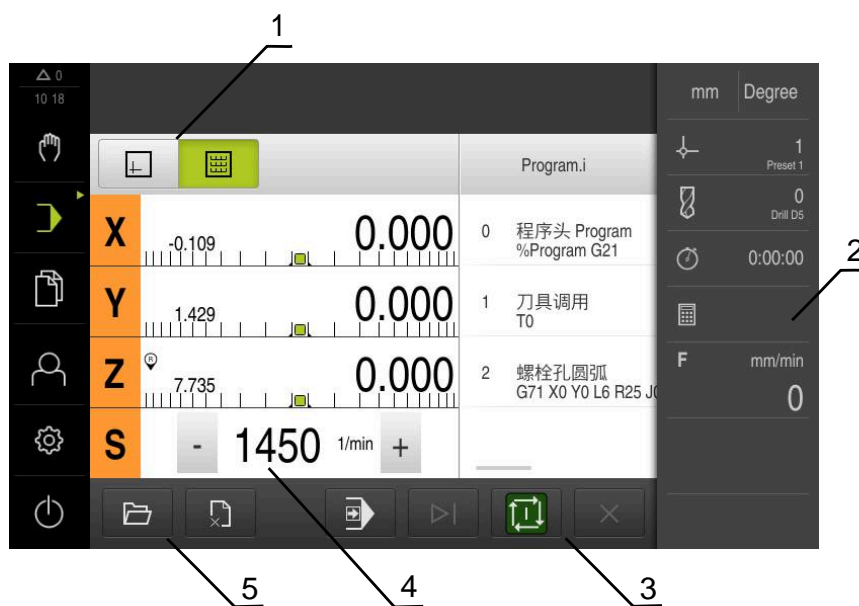 1
0
10 18
mm Degree
1
Preset 1
Program.i
0
Drill D5
X -0.109 0.000
0 程序头 Program
%Program G21
0:00:00
2
Y 1.429 0.000
1 刀具调用
T0
F mm/min
0
Z R 7.735 0.000
2 螺栓孔圆弧
G71 X0 Y0 L6 R25 J0
S - 1450 1/min +
5 4 3